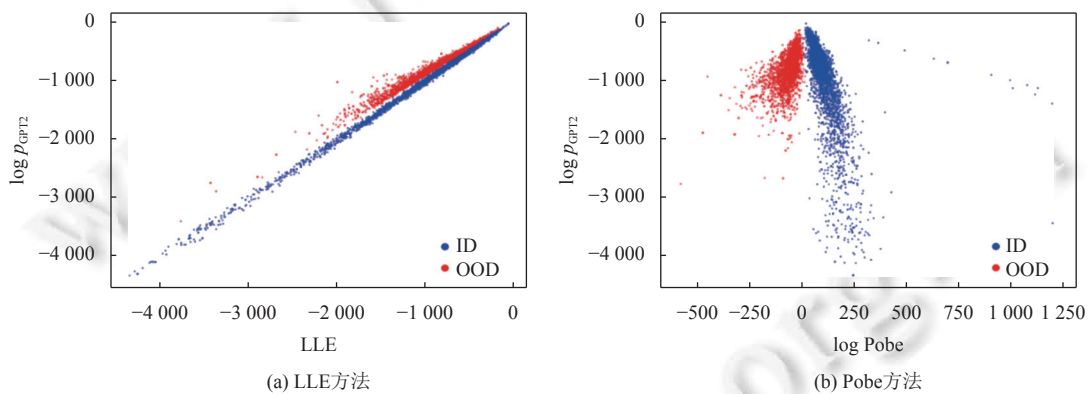 0
−1 000
−2 000
−3 000
−4 000
log pGPT2
ID
OOD
−4 000 −3 000 −2 000 −1 000 0
LLE
(a) LLE方法
0
−1 000
−2 000
−3 000
−4 000
log pGPT2
ID
OOD
−500 −250 0 250 500 750 1 000 1 250
log Pobe
(b) Pobe方法